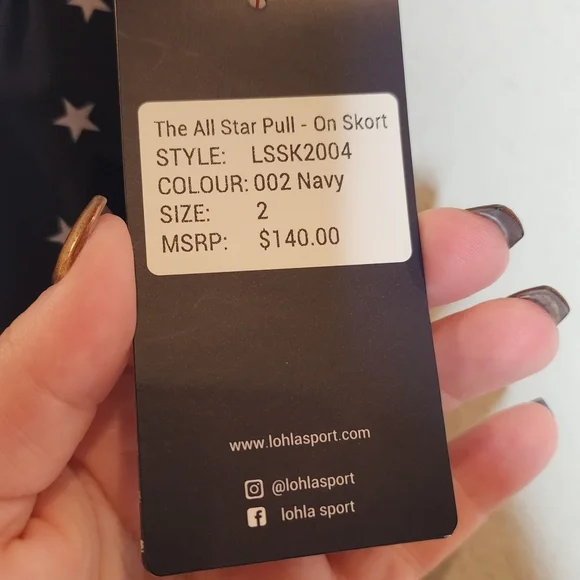 The All Star Pull - On Skort
STYLE: LSSK2004
COLOUR: 002 Navy
SIZE: 2
MSRP: $140.00
www.lohlasport.com
@lohlasport
lohla sport